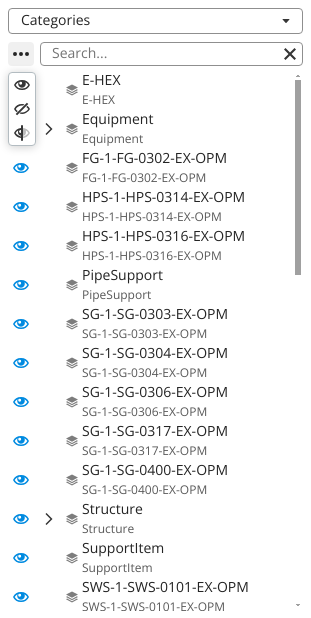 Categories
Search...
E-HEX
E-HEX
Equipment
Equipment
FG-1-FG-0302-EX-OPM
FG-1-FG-0302-EX-OPM
HPS-1-HPS-0314-EX-OPM
HPS-1-HPS-0314-EX-OPM
HPS-1-HPS-0316-EX-OPM
HPS-1-HPS-0316-EX-OPM
PipeSupport
PipeSupport
SG-1-SG-0303-EX-OPM
SG-1-SG-0303-EX-OPM
SG-1-SG-0304-EX-OPM
SG-1-SG-0304-EX-OPM
SG-1-SG-0306-EX-OPM
SG-1-SG-0306-EX-OPM
SG-1-SG-0317-EX-OPM
SG-1-SG-0317-EX-OPM
SG-1-SG-0400-EX-OPM
SG-1-SG-0400-EX-OPM
Structure
Structure
SupportItem
SupportItem
SWS-1-SWS-0101-EX-OPM
SWS-1-SWS-0101-EX-OPM